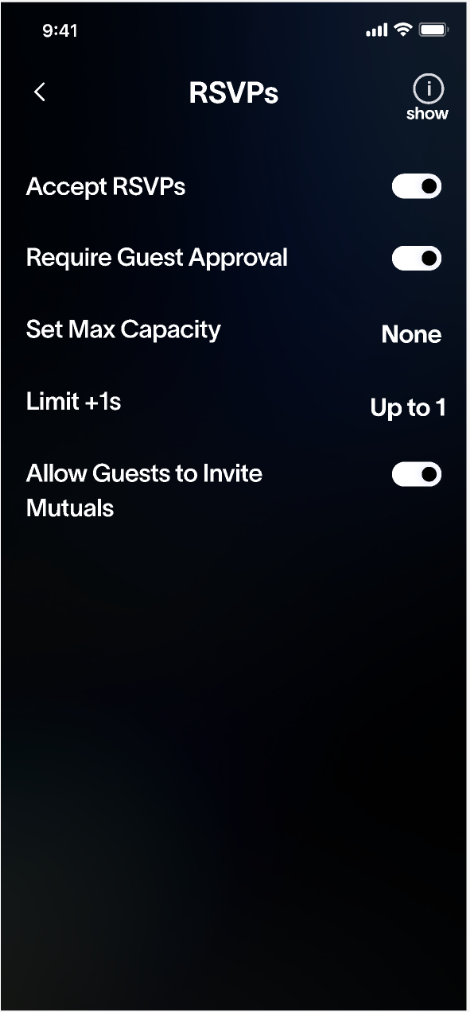 9:41
RSVPs
show
Accept RSVPs
Require Guest Approval
Set Max Capacity
None
Limit +1s
Up to 1
Allow Guests to Invite
Mutuals